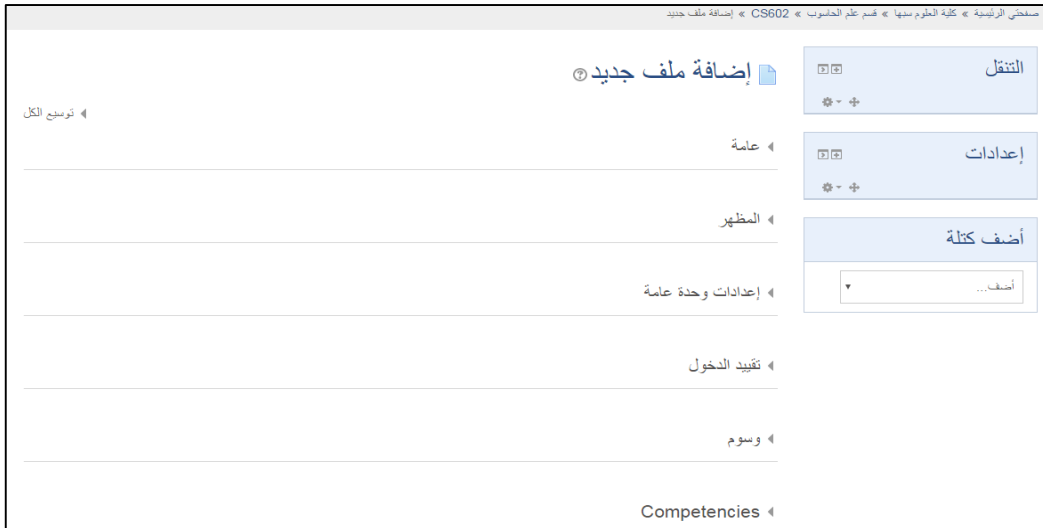 صفحتي الرئيسية » كلية العلوم سبها » قسم علم الحاسوب » CS602 » إضافة ملف جديد
التنقل
إعدادات
أضف كتلة
أضف...
إضافة ملف جديد
توسيع الكل
عامة
المظهر
إعدادات وحدة عامة
تقييد الدخول
وسوم
Competencies